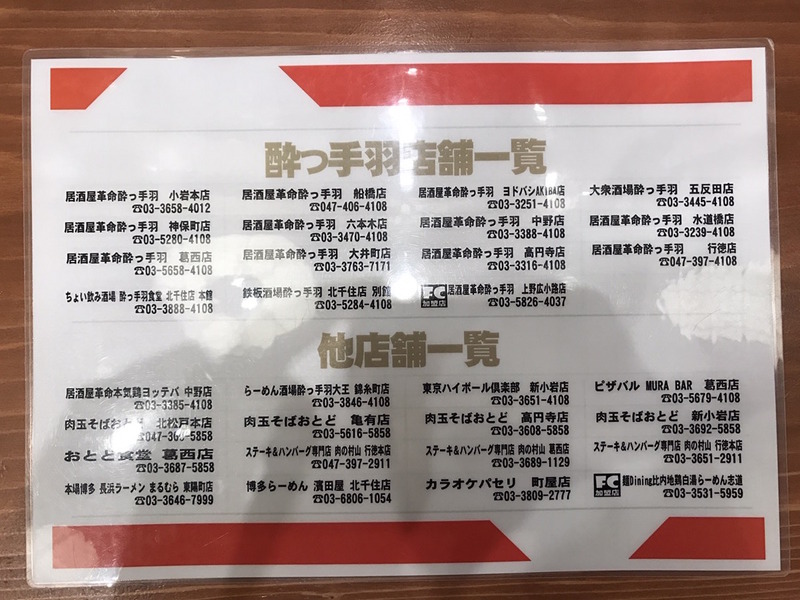 酔っ手羽店舗一覧
居酒屋革命酔っ手羽 小岩本店
☎03-3658-4012
居酒屋革命酔っ手羽 船橋店
☎047-406-4108
居酒屋革命酔っ手羽 ヨドバシAKIBA店
☎03-3251-4108
大衆酒場酔っ手羽 五反田店
☎03-3445-4108
居酒屋革命酔っ手羽 神保町店
☎03-5280-4108
居酒屋革命酔っ手羽 六本木店
☎03-3470-4108
居酒屋革命酔っ手羽 中野店
☎03-3388-4108
居酒屋革命酔っ手羽 水道橋店
☎03-3239-4108
居酒屋革命酔っ手羽 葛西店
☎03-5658-4108
居酒屋革命酔っ手羽 大井町店
☎03-3763-7171
居酒屋革命酔っ手羽 高円寺店
☎03-3316-4108
居酒屋革命酔っ手羽 行徳店
☎047-397-4108
ちょい飲み酒場 酔っ手羽食堂 北千住店 本館
☎03-3888-4108
鉄板酒場酔っ手羽 北千住店 別館
☎03-5284-4108
FC加盟店 居酒屋革命酔っ手羽 上野広小路店
☎03-5826-4037
他店舗一覧
居酒屋革命本気鶏ヨッテバ 中野店
☎03-3385-4108
らーめん酒場酔っ手羽大王 錦糸町店
☎03-3846-4108
東京ハイボール倶楽部 新小岩店
☎03-3651-4108
ピザバル MURA BAR 葛西店
☎03-5679-4108
肉玉そばおとど 北松戸本店
☎047-36 -5858
肉玉そばおとど 亀有店
☎03-5616-5858
肉玉そばおとど 高円寺店
☎03-3608-5858
肉玉そばおとど 新小岩店
☎03-3692-5858
おとど食堂 葛西店
☎03-3687-5858
ステーキ&ハンバーグ専門店 肉の村山 行徳店
☎047-397-2911
ステーキ&ハンバーグ専門店 肉の村山 葛西店
☎03-3689-1129
ステーキ&ハンバーグ専門店 肉の村山 行徳本店
☎03-3651-2911
本場博多 長浜ラーメン まるむら 東陽町店
☎03-3646-7999
博多らーめん 濱田屋 北千住店
☎03-6806-1054
カラオケパセリ 町屋店
☎03-3809-2777
FC加盟店 麺Dining比内地鶏白湯らーめん志道
☎03-3531-5959